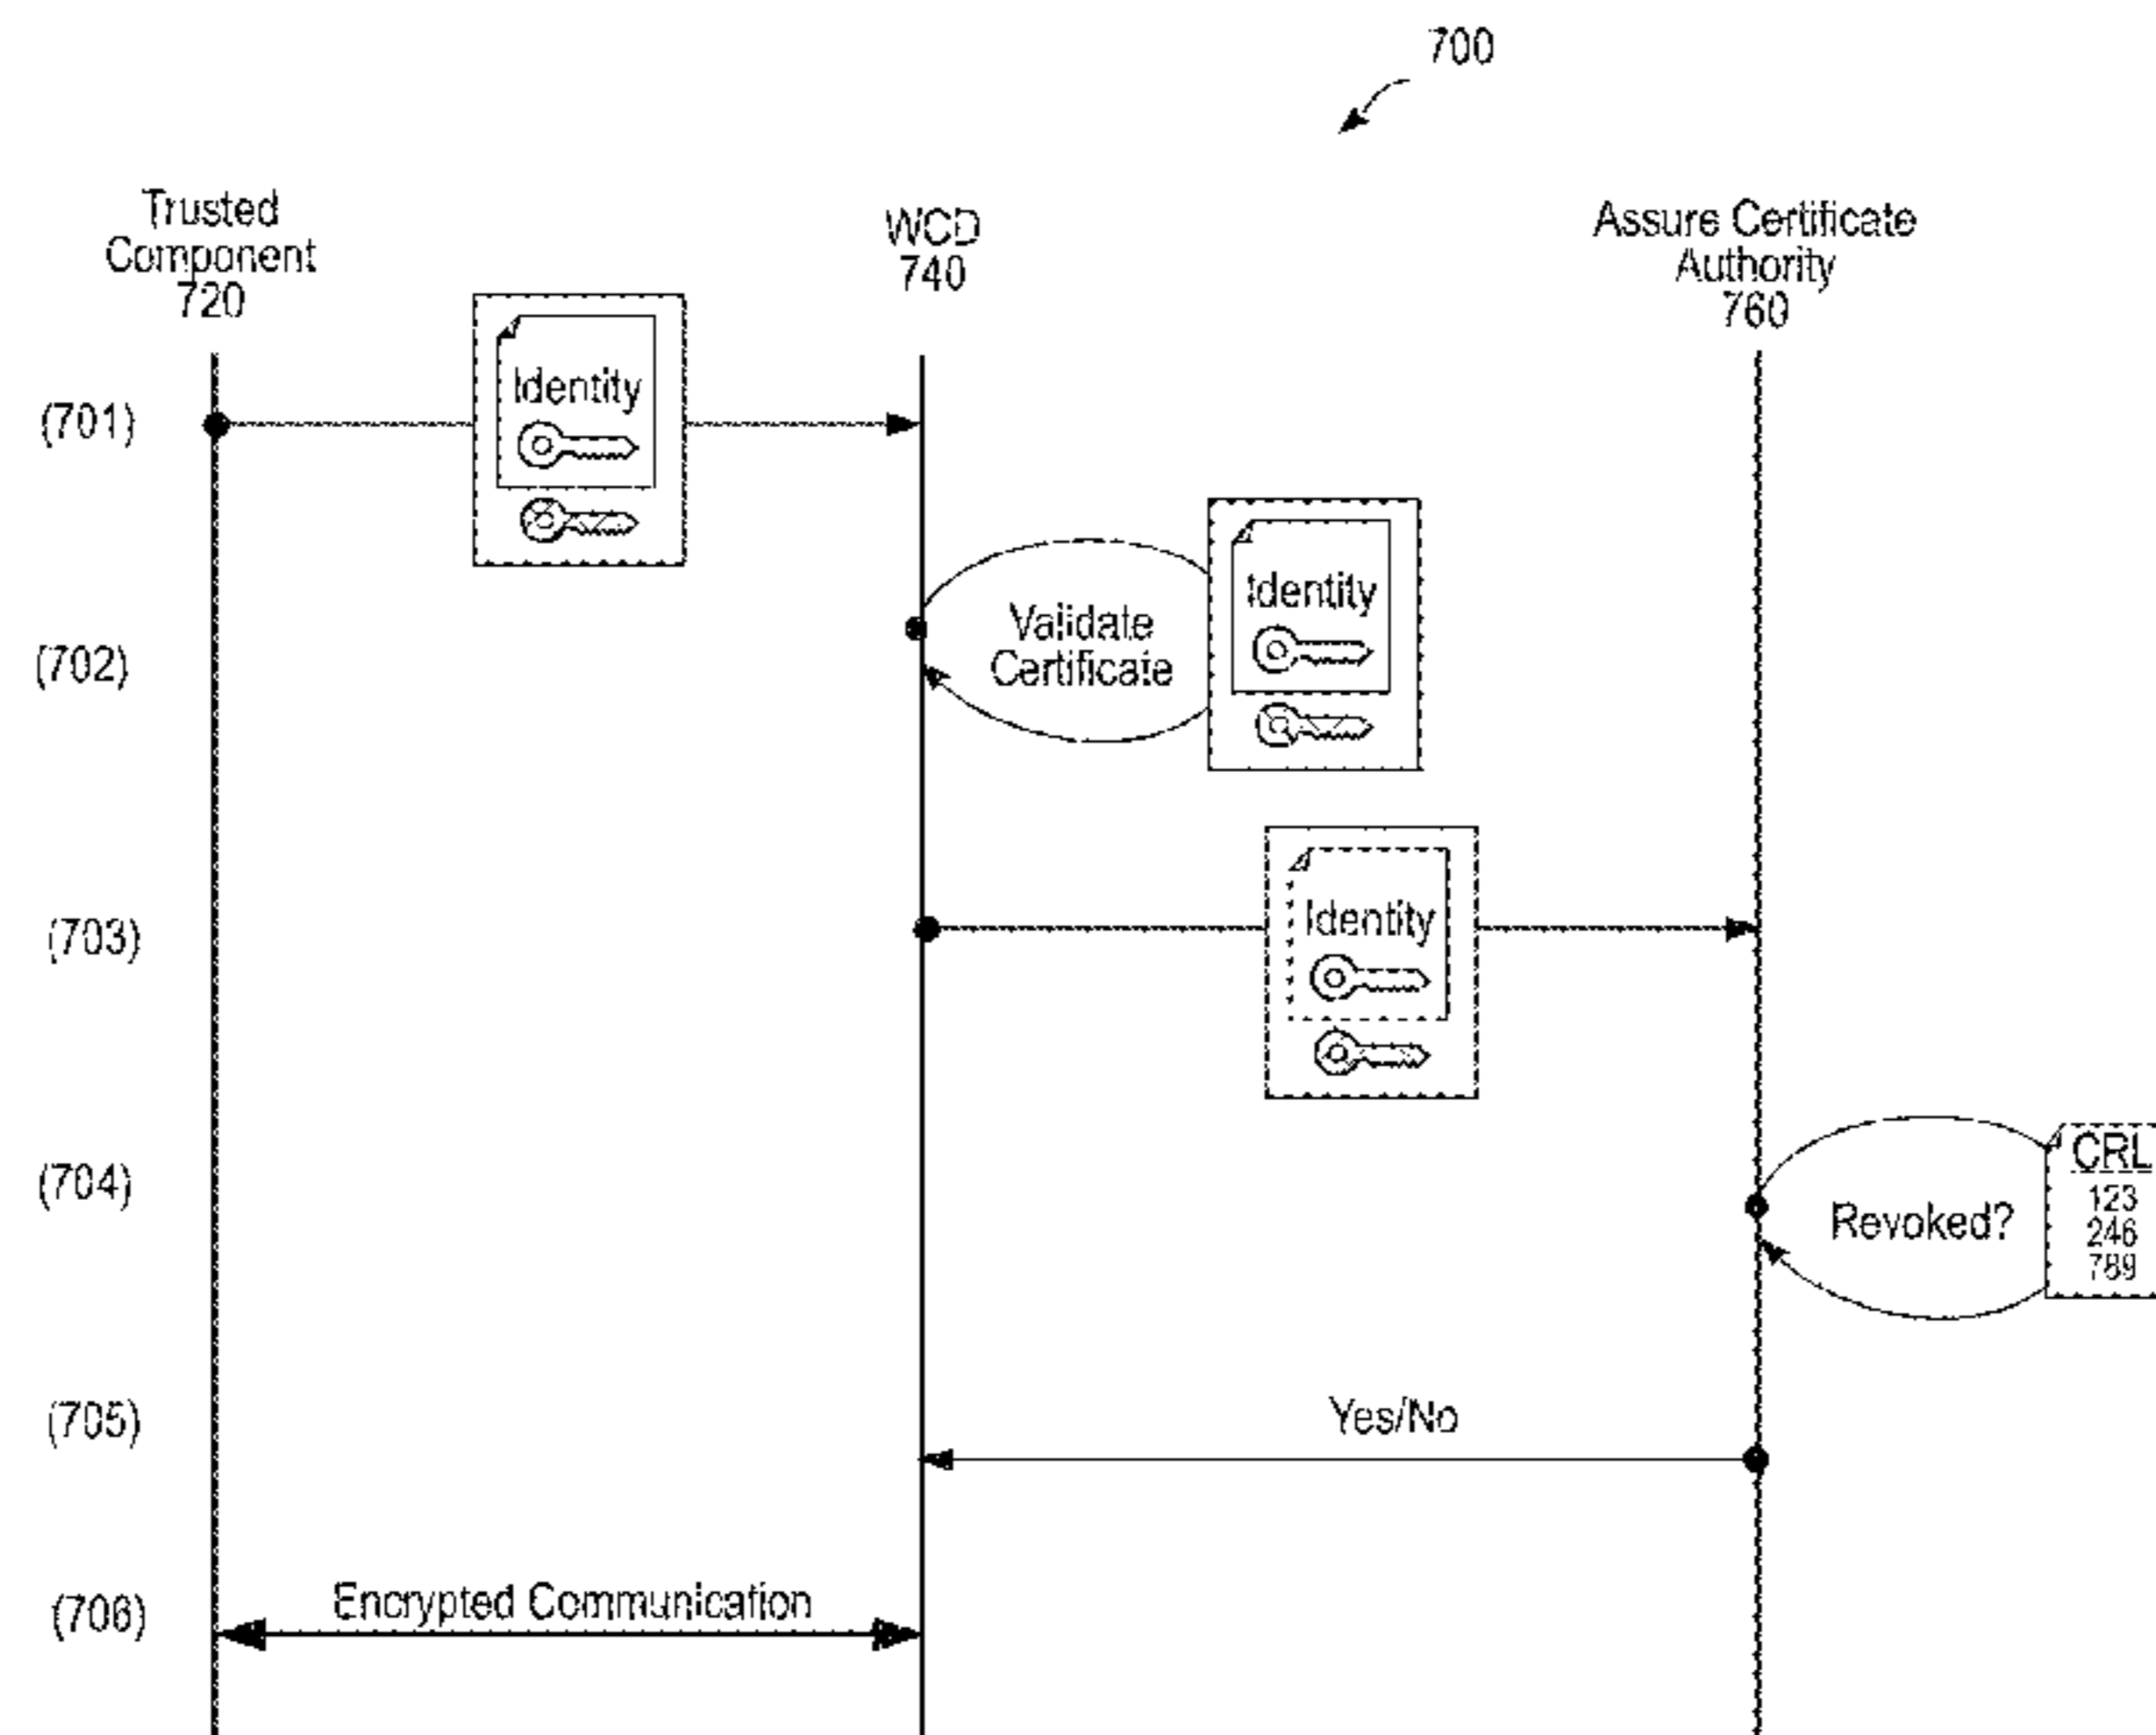 700
Trusted
Component
720
WCD
740
Assure Certificate
Authority
760
(701)
Identity
(702)
Validate
Certificate
Identity
(703)
Identity
(704)
Revoked?
CRL
123
246
789
(705)
Yes/No
(706)
Encrypted Communication